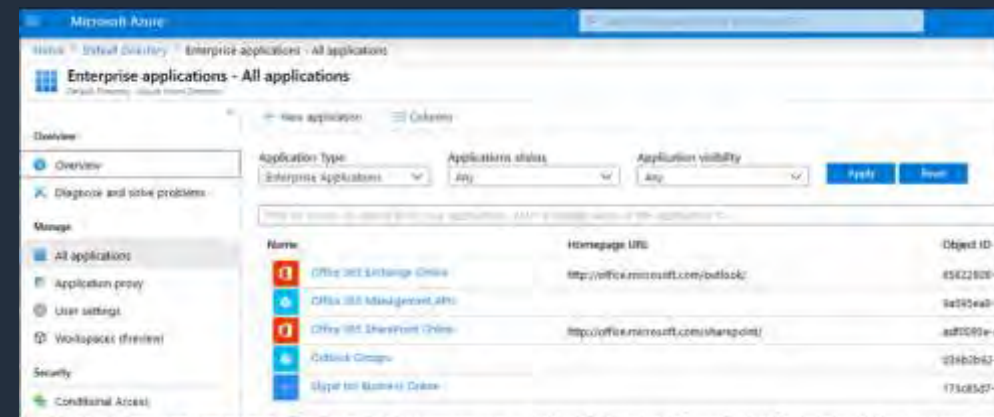 Microsoft Azure
Home > Default Directory > Enterprise applications - All applications
Enterprise applications - All applications
+ New application Columns
Overview
Overview
Diagnose and solve problems
Manage
All applications
Application proxy
User settings
Workspaces (Preview)
Security
Conditional Access
Application Type Applications status Application visibility
Enterprise Applications Any Any Apply Reset
Name Homepage URL Object ID
Office 365 Exchange Online http://office.microsoft.com/outlook/
Office 365 Management APIs
Office 365 SharePoint Online http://office.microsoft.com/sharepoint/
Outlook Groups
Skype for Business Online